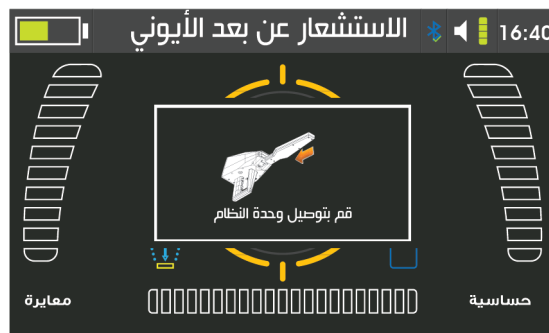 الاستشعار عن بعد الأيوني
16:40
قم بتوصيل وحدة النظام
معايرة
حساسية